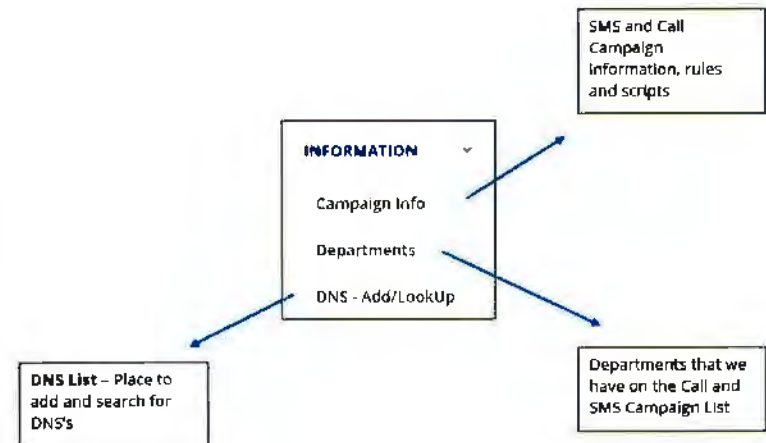 SMS and Call
Campaign
Information, rules
and scripts
INFORMATION
Campaign Info
Departments
DNS - Add/LookUp
DNS List – Place to
add and search for
DNS's
Departments that we
have on the Call and
SMS Campaign List